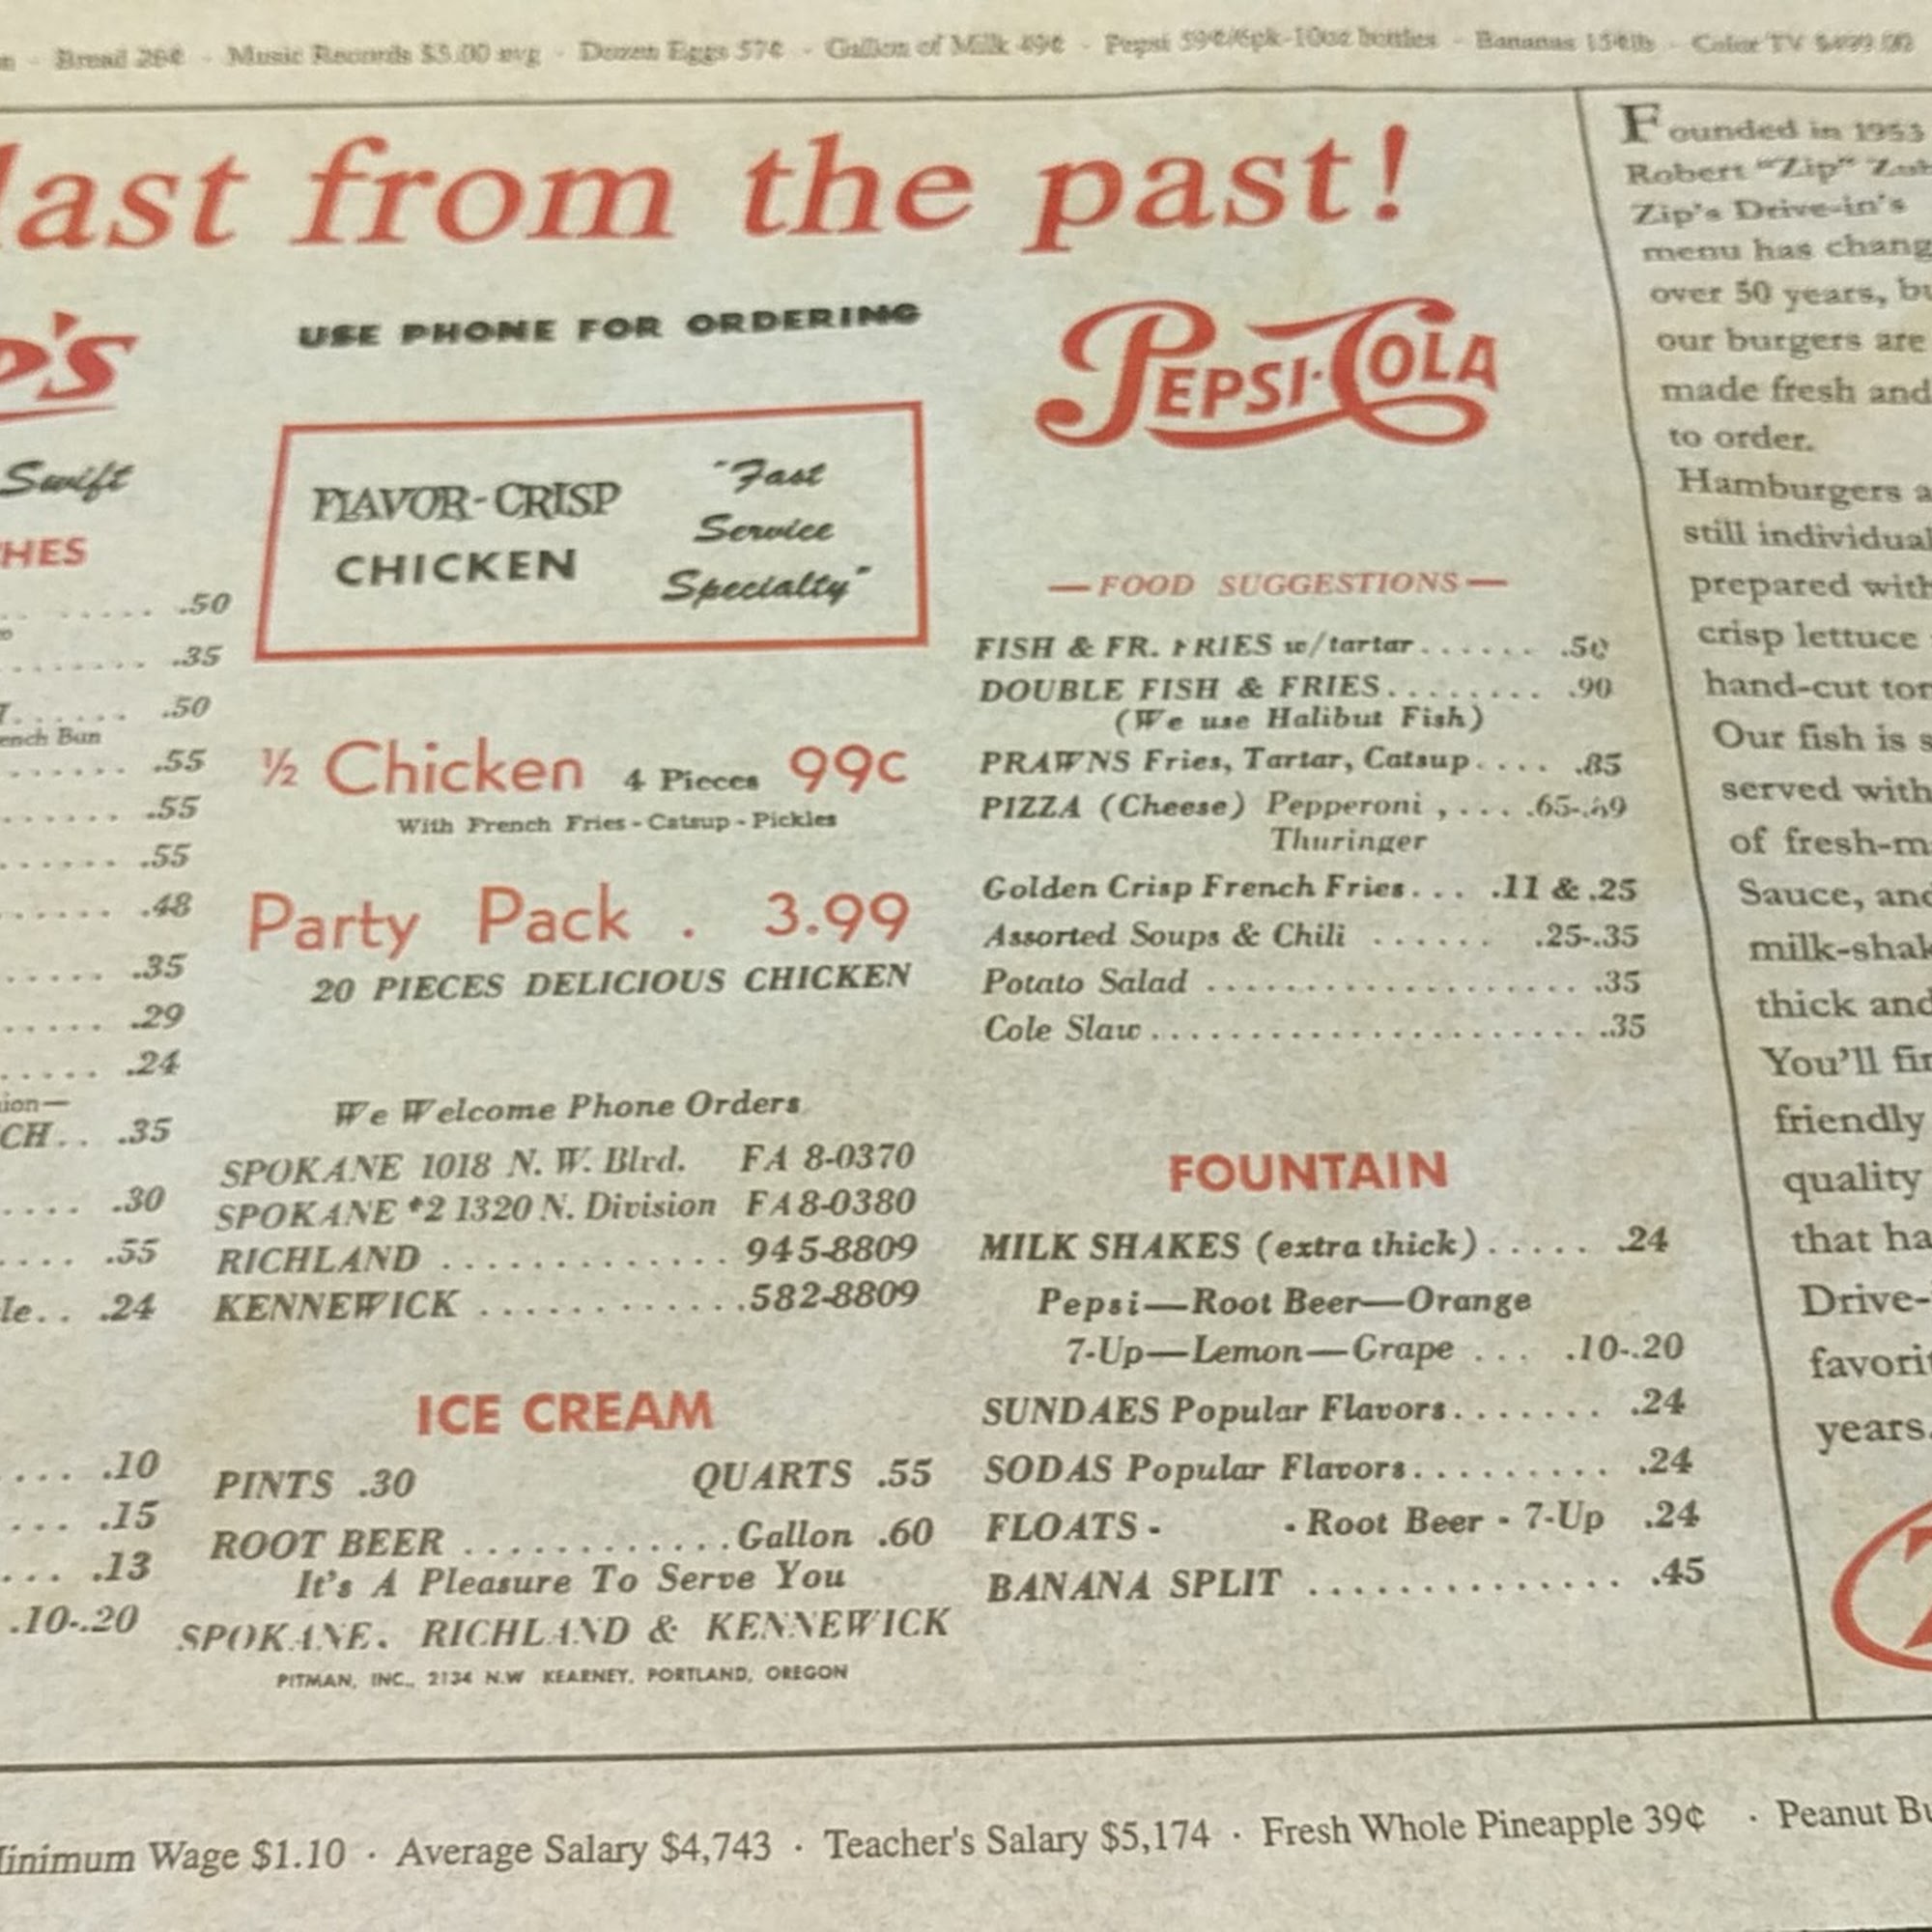 Bread 26¢ · Music Records $5.00 avg · Dozen Eggs 57¢ · Gallon of Milk 49¢ · Pepsi 59¢/6pk-10oz bottles · Bananas 15¢lb · Color TV
last from the past!
P'S
Swift
HES
.50
.35
.50
ench Bun
.55
.55
.55
.48
.35
.29
.24
ion—
CH.. .35
.30
.55
le.. .24
.10
.15
.13
.10-.20
USE PHONE FOR ORDERING
FLAVOR-CRISP
CHICKEN
"Fast
Service
Specialty"
½ Chicken 4 Pieces 99c
With French Fries - Catsup - Pickles
Party Pack . 3.99
20 PIECES DELICIOUS CHICKEN
We Welcome Phone Orders
SPOKANE 1018 N. W. Blvd. FA 8-0370
SPOKANE #2 1320 N. Division FA 8-0380
RICHLAND ............. 945-8809
KENNEWICK ............ 582-8809
ICE CREAM
PINTS .30 QUARTS .55
ROOT BEER ............. Gallon .60
It's A Pleasure To Serve You
SPOKANE, RICHLAND & KENNEWICK
PITMAN, INC., 2134 N.W KEARNEY, PORTLAND, OREGON
PEPSI-COLA
—FOOD SUGGESTIONS—
FISH & FR. FRIES w/tartar...... .50
DOUBLE FISH & FRIES........ .90
(We use Halibut Fish)
PRAWNS Fries, Tartar, Catsup.... .85
PIZZA (Cheese) Pepperoni ,.... .65-
Thuringer
Golden Crisp French Fries... .11 & .25
Assorted Soups & Chili ...... .25-.35
Potato Salad ................... .35
Cole Slaw ...................... .35
FOUNTAIN
MILK SHAKES (extra thick)..... .24
Pepsi—Root Beer—Orange
7-Up—Lemon—Grape ... .10-.20
SUNDAES Popular Flavors....... .24
SODAS Popular Flavors.......... .24
FLOATS - - Root Beer - 7-Up .24
BANANA SPLIT .............. .45
Founded in 1953
Robert "Zip"
Zip's Drive-in's
menu has chang
over 50 years, bu
our burgers are
made fresh and
to order.
Hamburgers a
still individual
prepared with
crisp lettuce
hand-cut tom
Our fish is s
served with
of fresh-m
Sauce, and
milk-shak
thick and
You'll fin
friendly
quality
that ha
Drive-
favorit
years.
Minimum Wage $1.10 · Average Salary $4,743 · Teacher's Salary $5,174 · Fresh Whole Pineapple 39¢ · Peanut Bu